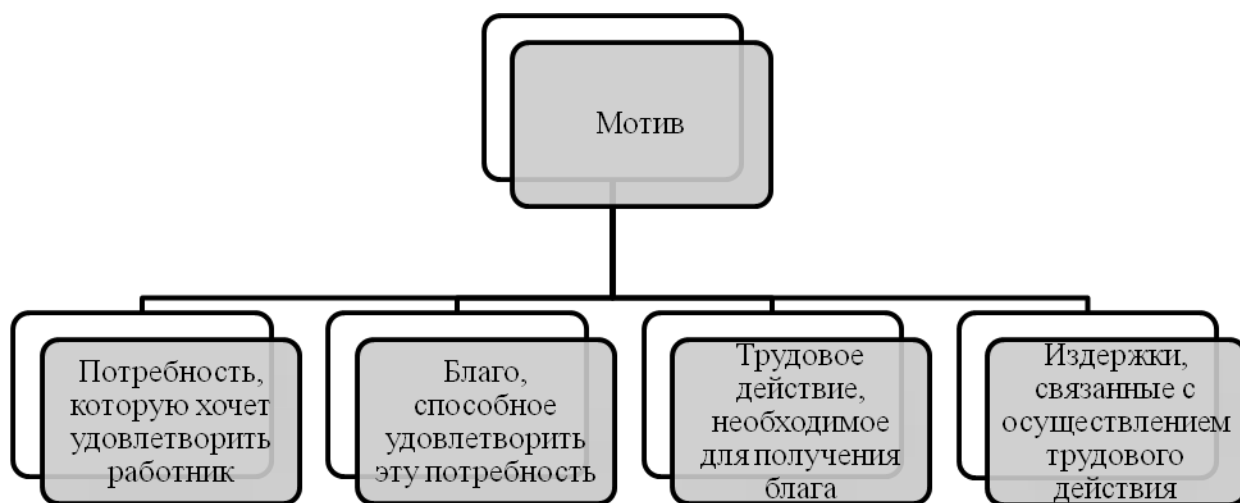 Мотив
Потребность,
которую хочет
удовлетворить
работник
Благо,
способное
удовлетворить
эту потребность
Трудовое
действие,
необходимое
для получения
блага
Издержки,
связанные с
осуществлением
трудового
действия